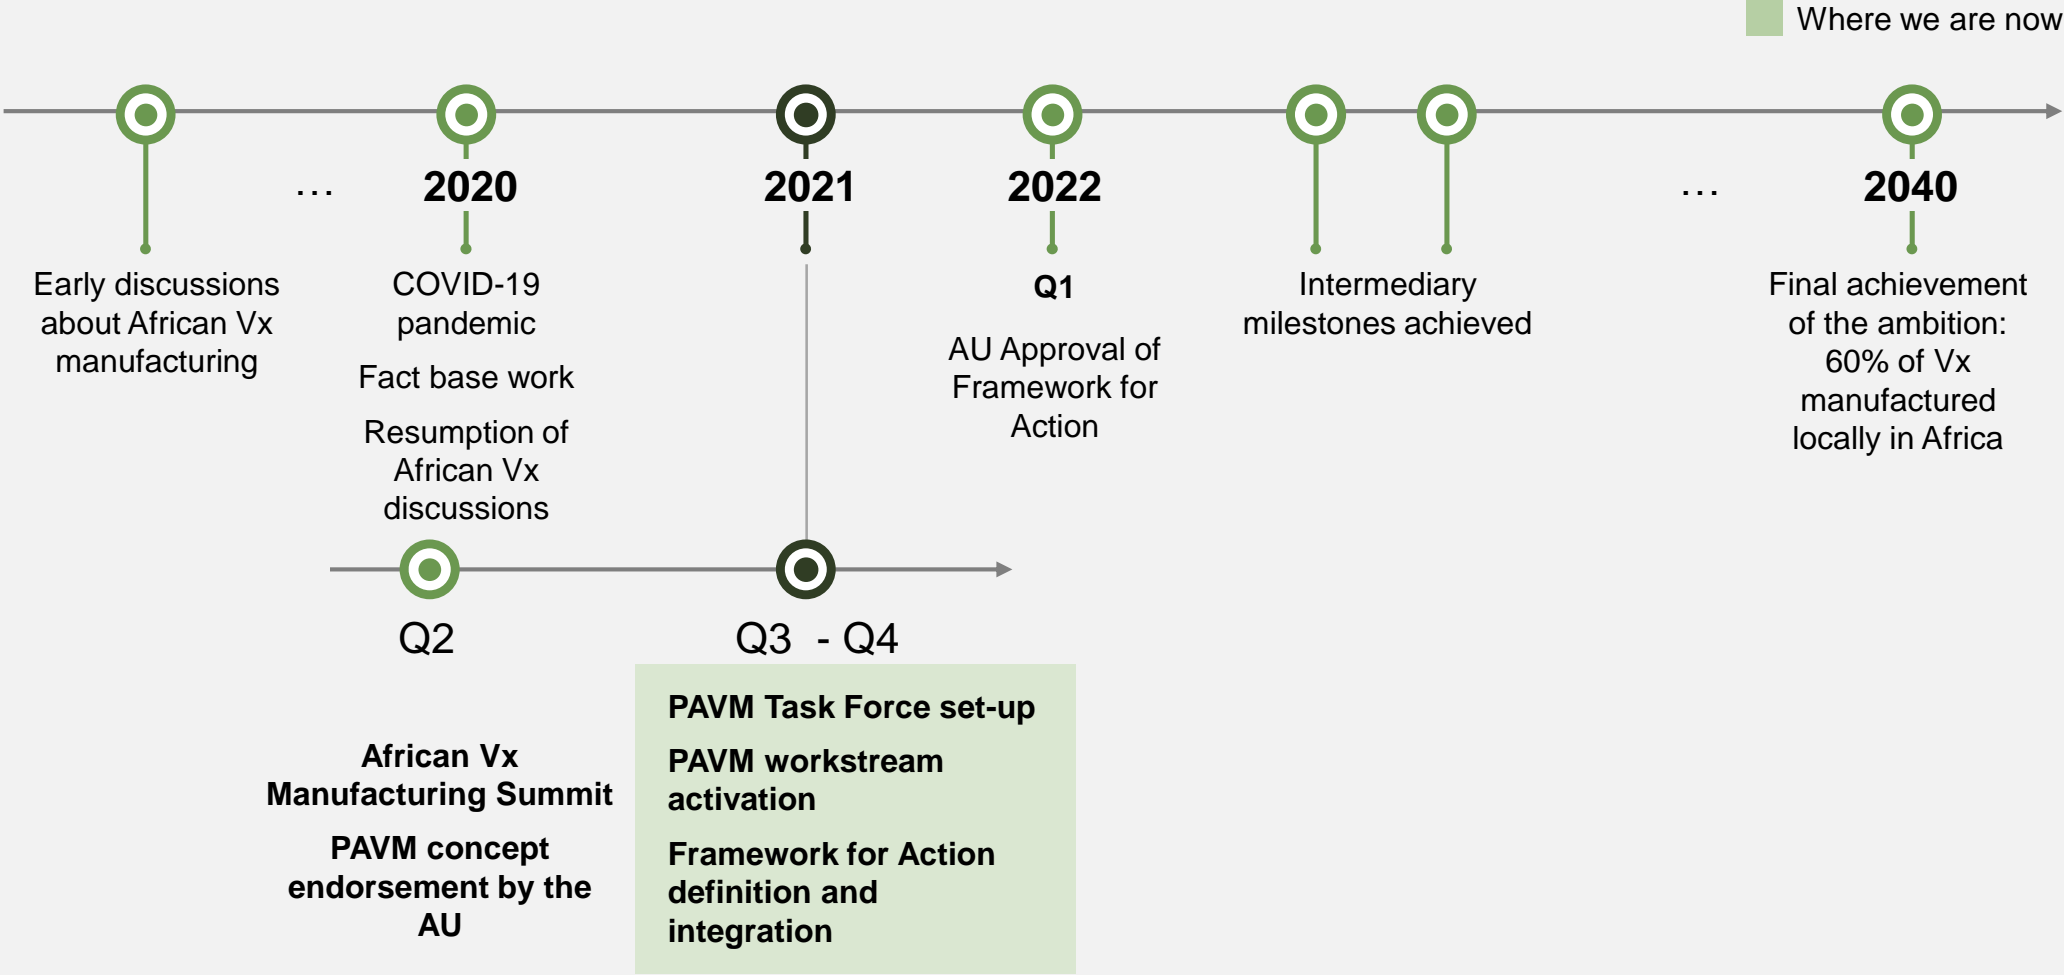 Where we are now
Early discussions
about African Vx
manufacturing
…
2020
COVID-19
pandemic
Fact base work
Resumption of
African Vx
discussions
2021
2022
Q1
AU Approval of
Framework for
Action
Intermediary
milestones achieved
…
2040
Final achievement
of the ambition:
60% of Vx
manufactured
locally in Africa
Q2
African Vx
Manufacturing Summit
PAVM concept
endorsement by the
AU
Q3 - Q4
PAVM Task Force set-up
PAVM workstream
activation
Framework for Action
definition and
integration